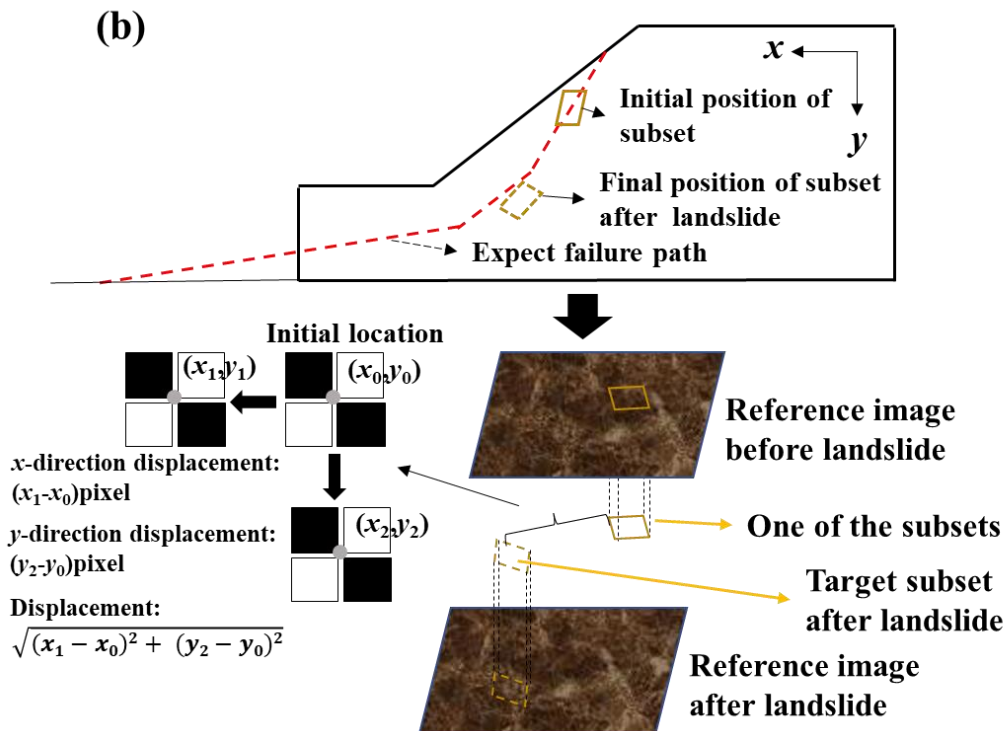 (b)
x
y
Initial position of
subset
Final position of subset
after landslide
Expect failure path
Initial location
(x₁,y₁)
(x₀,y₀)
x-direction displacement:
(x₁-x₀)pixel
(x₂,y₂)
y-direction displacement:
(y₂-y₀)pixel
Displacement:
√(x₁ − x₀)² + (y₂ − y₀)²
Reference image
before landslide
One of the subsets
Target subset
after landslide
Reference image
after landslide